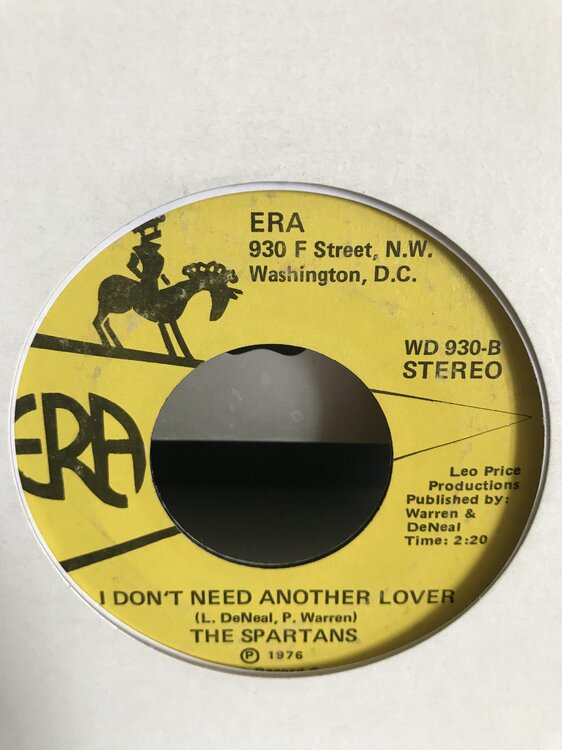 ERA
930 F Street, N.W.
Washington, D.C.
WD 930-B
STEREO
ERA
Leo Price
Productions
Published by:
Warren &
DeNeal
Time: 2:20
I DON'T NEED ANOTHER LOVER
(L. DeNeal, P. Warren)
THE SPARTANS
Ⓟ 1976